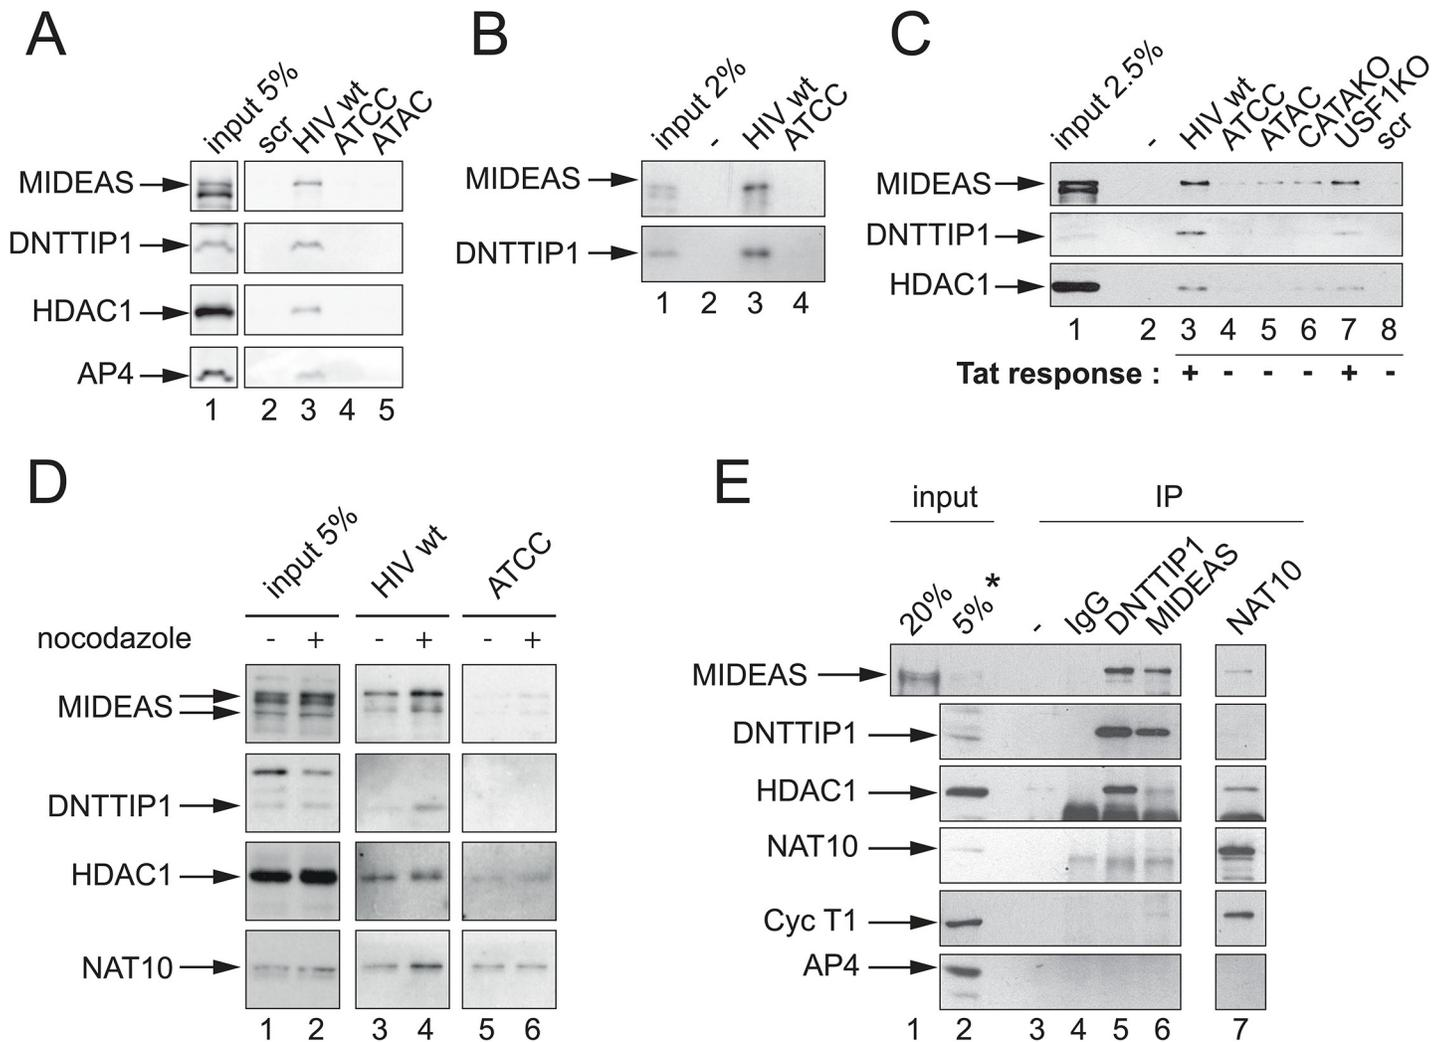 A
input 5%
scr
HIV wt
ATCC
ATAC
MIDEAS
DNTTIP1
HDAC1
AP4
1 2 3 4 5
B
input 2%
-
HIV wt
ATCC
MIDEAS
DNTTIP1
1 2 3 4
C
input 2.5%
-
HIV wt
ATCC
ATAC
CATAKO
USF1KO
scr
MIDEAS
DNTTIP1
HDAC1
1 2 3 4 5 6 7 8
Tat response : + - - - + -
D
input 5%
HIV wt
ATCC
nocodazole - + - + - +
MIDEAS
DNTTIP1
HDAC1
NAT10
1 2 3 4 5 6
E
input IP
20%
5%*
-
IgG
DNTTIP1
MIDEAS
NAT10
MIDEAS
DNTTIP1
HDAC1
NAT10
Cyc T1
AP4
1 2 3 4 5 6 7